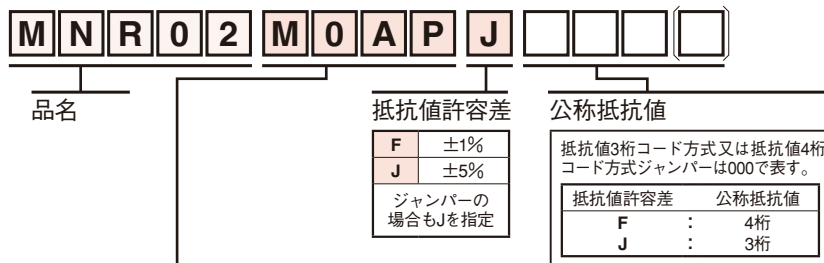 MNR02 M0AP J □□□(□)
品名
抵抗値許容差
F ±1%
J ±5%
ジャンパーの
場合もJを指定
公称抵抗値
抵抗値3桁コード方式又は抵抗値4桁
コード方式ジャンパーは000で表す。
抵抗値許容差 公称抵抗値
F : 4桁
J : 3桁